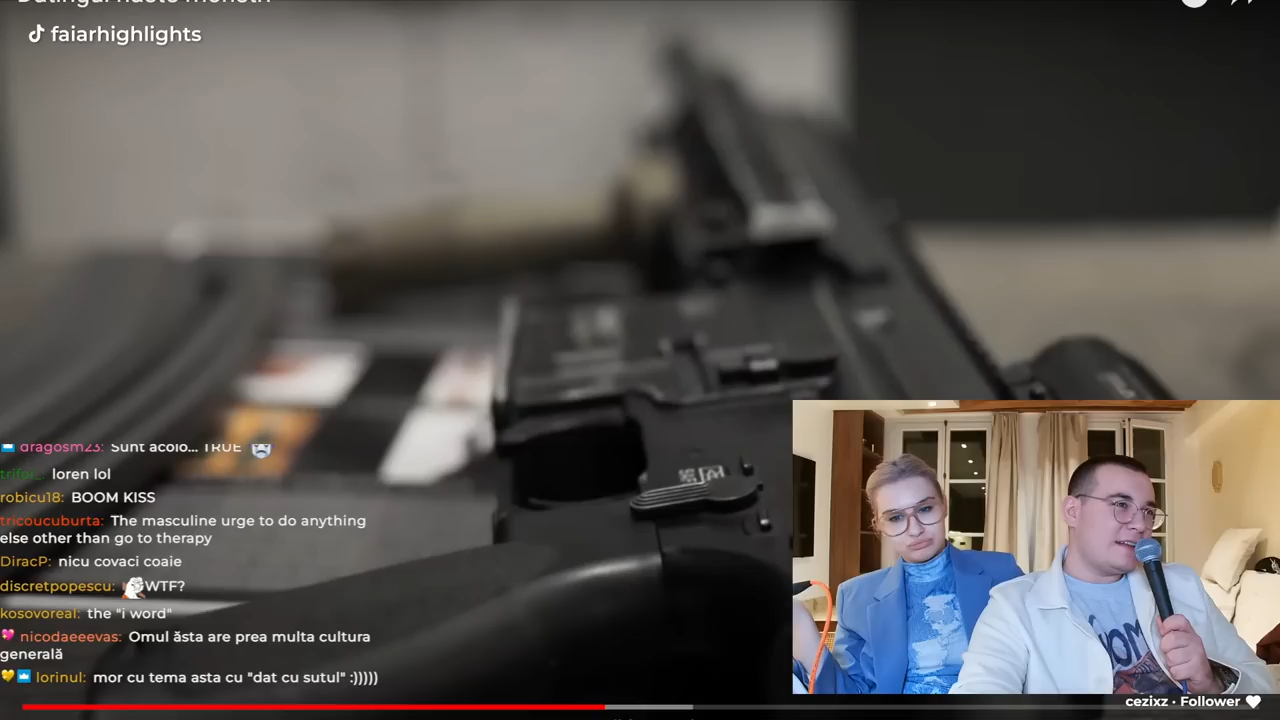 faiarhighlights
dragosm23: Sunt acolo... TRUE
loren lol
robicu18: BOOM KISS
tricoucuburta: The masculine urge to do anything
else other than go to therapy
DiracP: nicu covaci coaie
discretpopescu: WTF?
kosovoreal: the "i word"
nicodaeeevas: Omul ăsta are prea multa cultura
generală
lorinul: mor cu tema asta cu "dat cu sutul" :)))))
cezixz · Follower